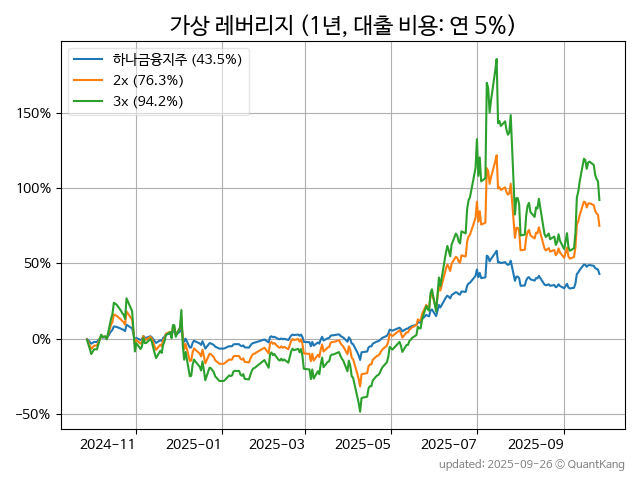 가상 레버리지 (1년, 대출 비용: 연 5%)
하나금융지주 (43.5%)
2x (76.3%)
3x (94.2%)
150%
100%
50%
0%
−50%
2024-11 2025-01 2025-03 2025-05 2025-07 2025-09
updated: 2025-09-26 © QuantKang